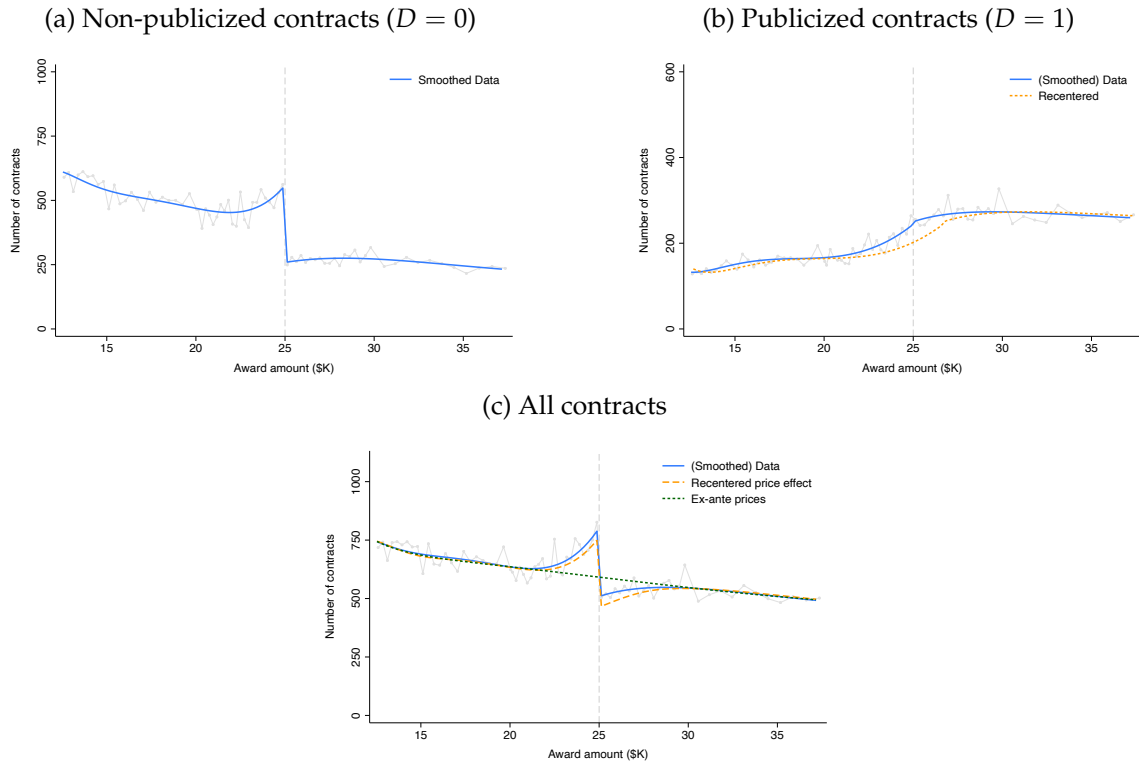 (a) Non-publicized contracts (D = 0)
(b) Publicized contracts (D = 1)
Number of contracts
1000
750
500
250
0
Smoothed Data
15 20 25 30 35
Award amount ($K)
Number of contracts
600
400
200
0
(Smoothed) Data
Recentered
15 20 25 30 35
Award amount ($K)
(c) All contracts
Number of contracts
1000
750
500
250
0
(Smoothed) Data
Recentered price effect
Ex-ante prices
15 20 25 30 35
Award amount ($K)